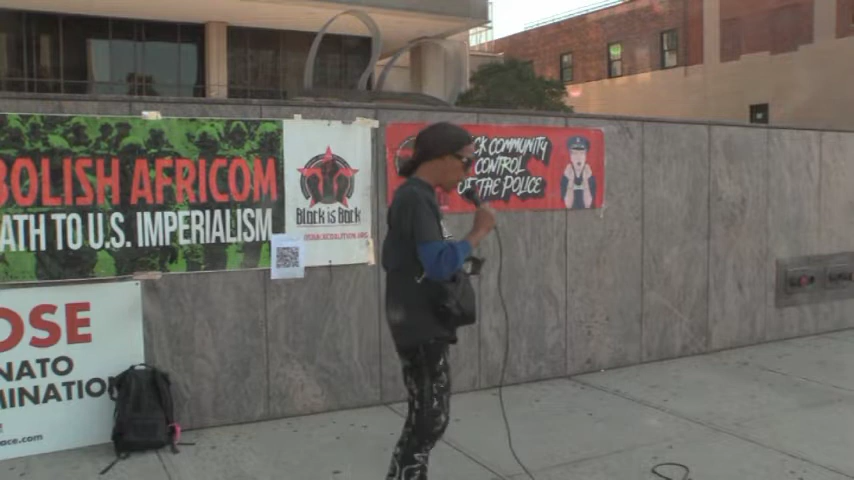 BOLISH AFRICOM
ATH TO U.S. IMPERIALISM
Black is Back
CK COMMUNITY
CONTROL
OF THE POLICE
OSE
NATO
MINATION
ace.com